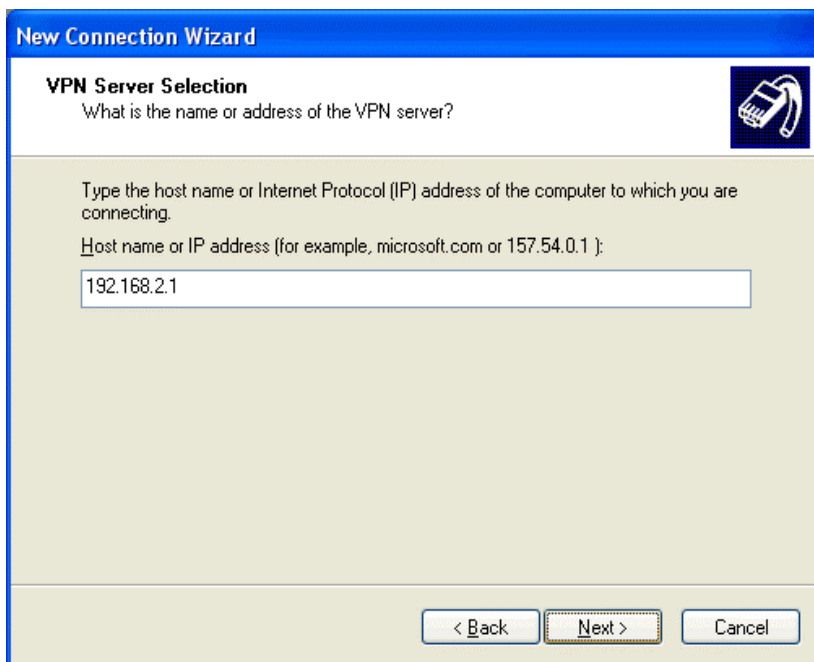 New Connection Wizard
VPN Server Selection
What is the name or address of the VPN server?
Type the host name or Internet Protocol (IP) address of the computer to which you are
connecting.
Host name or IP address (for example, microsoft.com or 157.54.0.1 ):
192.168.2.1
< Back
Next >
Cancel